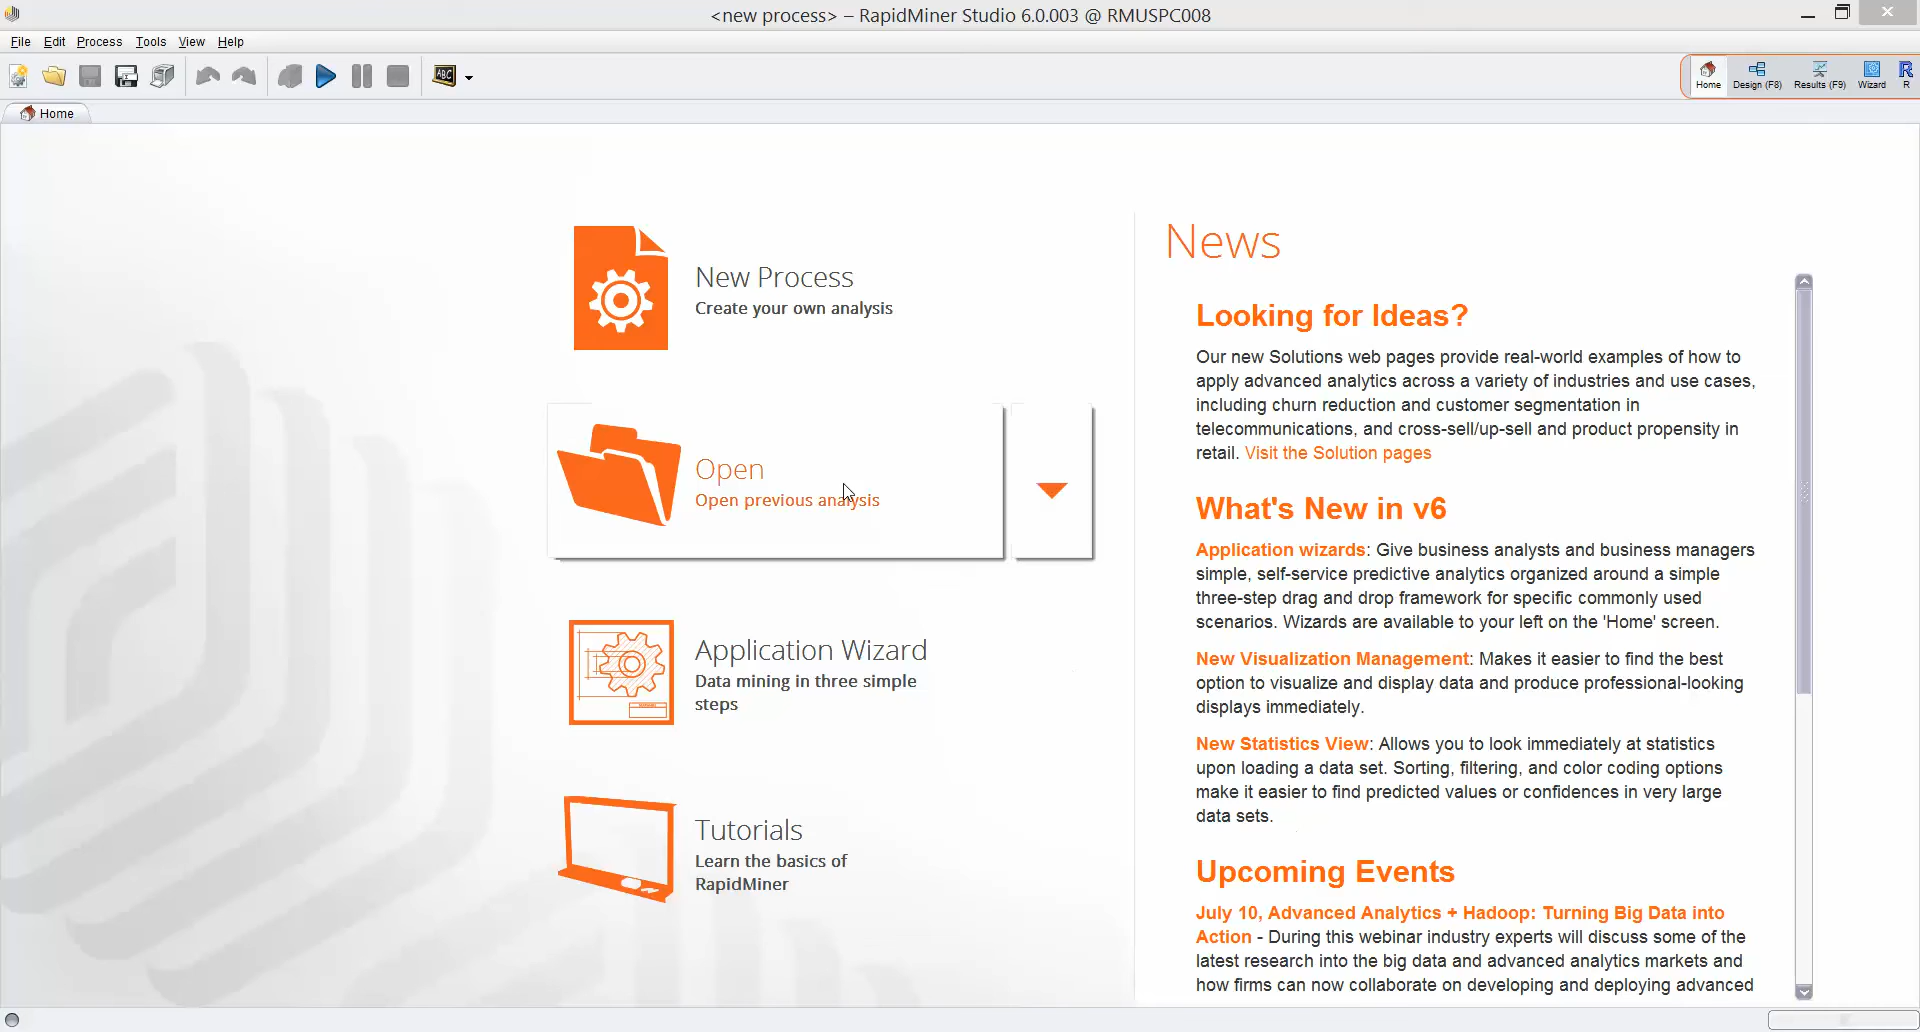 <new process> – RapidMiner Studio 6.0.003 @ RMUSPC008
File Edit Process Tools View Help
ABC
Home Design (F8) Results (F9) Wizard R
Home
New Process
Create your own analysis
Open
Open previous analysis
Application Wizard
Data mining in three simple
steps
Tutorials
Learn the basics of
RapidMiner
News
Looking for Ideas?
Our new Solutions web pages provide real-world examples of how to
apply advanced analytics across a variety of industries and use cases,
including churn reduction and customer segmentation in
telecommunications, and cross-sell/up-sell and product propensity in
retail. Visit the Solution pages
What's New in v6
Application wizards: Give business analysts and business managers
simple, self-service predictive analytics organized around a simple
three-step drag and drop framework for specific commonly used
scenarios. Wizards are available to your left on the 'Home' screen.
New Visualization Management: Makes it easier to find the best
option to visualize and display data and produce professional-looking
displays immediately.
New Statistics View: Allows you to look immediately at statistics
upon loading a data set. Sorting, filtering, and color coding options
make it easier to find predicted values or confidences in very large
data sets.
Upcoming Events
July 10, Advanced Analytics + Hadoop: Turning Big Data into
Action - During this webinar industry experts will discuss some of the
latest research into the big data and advanced analytics markets and
how firms can now collaborate on developing and deploying advanced